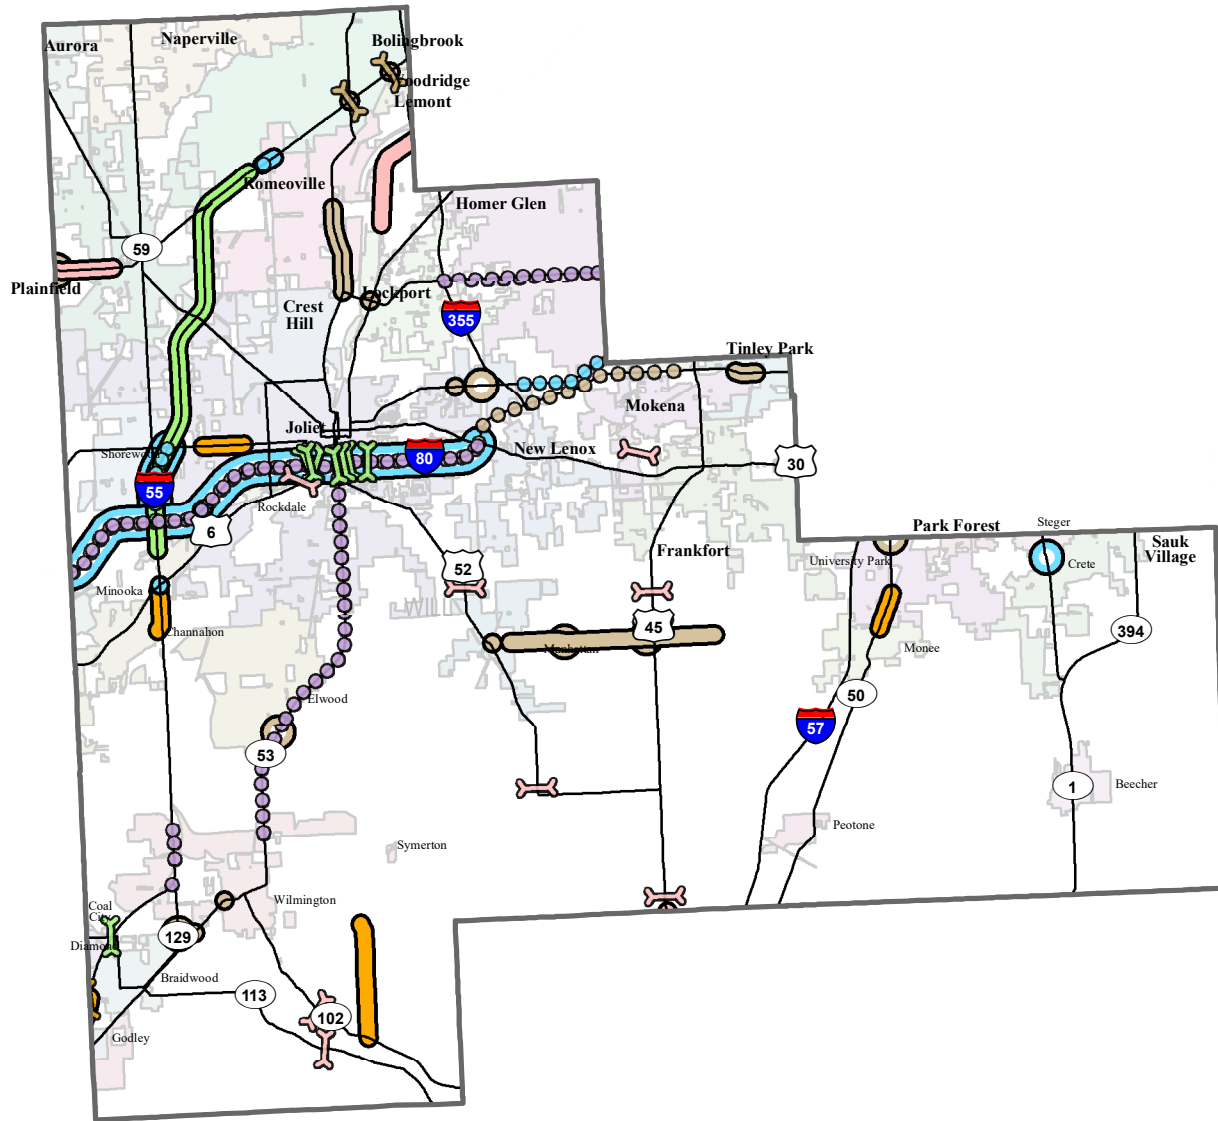 Aurora
Naperville
Bolingbrook
Woodridge
Lemont
Romeoville
Homer Glen
59
Plainfield
Crest
Hill
Lockport
355
Tinley Park
Mokena
Joliet
New Lenox
Shorewood
80
30
55
Rockdale
6
Park Forest
Steger
Sauk
Village
University Park
Crete
Frankfort
52
Minooka
WILL
Channahon
45
394
Manhattan
Monee
50
Elwood
57
53
1
Beecher
Peotone
Symerton
Coal
City
Wilmington
129
Diamond
Braidwood
113
102
Godley